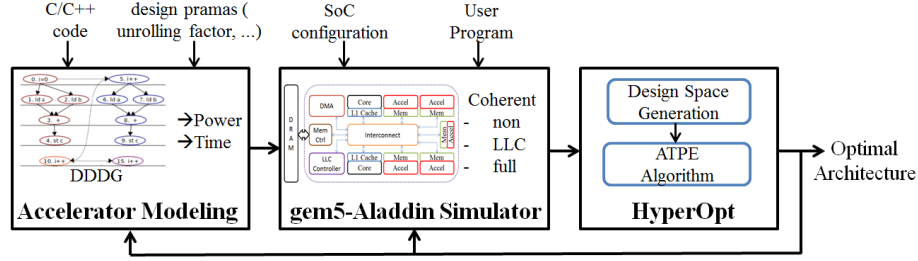 C/C++
code
design pramas (
unrolling factor, ...)
SoC
configuration
User
Program
0. i=0
5. i++
1. ld a
2. ld b
6. ld a
7. ld b
3. +
8. +
4. st c
9. st c
10. i++
15. i++
DDDG
→Power
→Time
Accelerator Modeling
DRAM
DMA
Core
L1 Cache
Accel
Mem
Accel
Mem
Mem
Ctrl
Interconnect
Mem
Accel
LLC
Controller
L1 Cache
Core
Mem
Accel
Mem
Accel
Coherent
- non
- LLC
- full
gem5-Aladdin Simulator
Design Space
Generation
ATPE
Algorithm
HyperOpt
Optimal
Architecture